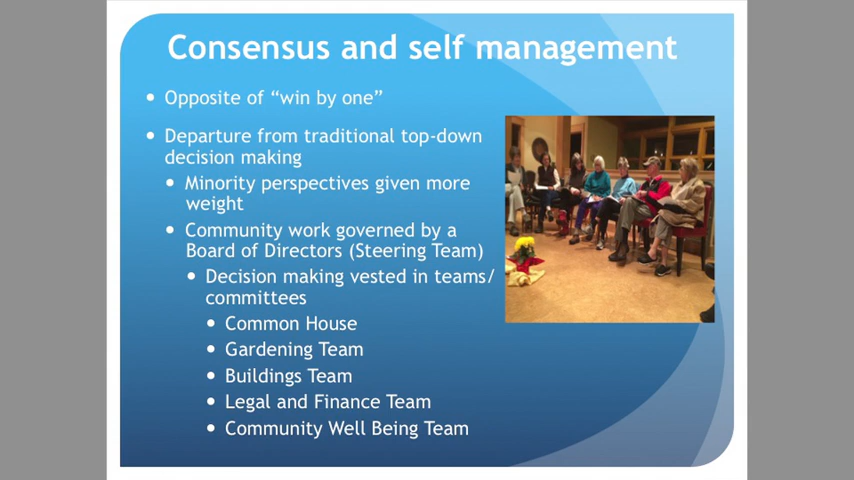 Consensus and self management
• Opposite of “win by one”
• Departure from traditional top-down
decision making
• Minority perspectives given more
weight
• Community work governed by a
Board of Directors (Steering Team)
• Decision making vested in teams/
committees
• Common House
• Gardening Team
• Buildings Team
• Legal and Finance Team
• Community Well Being Team